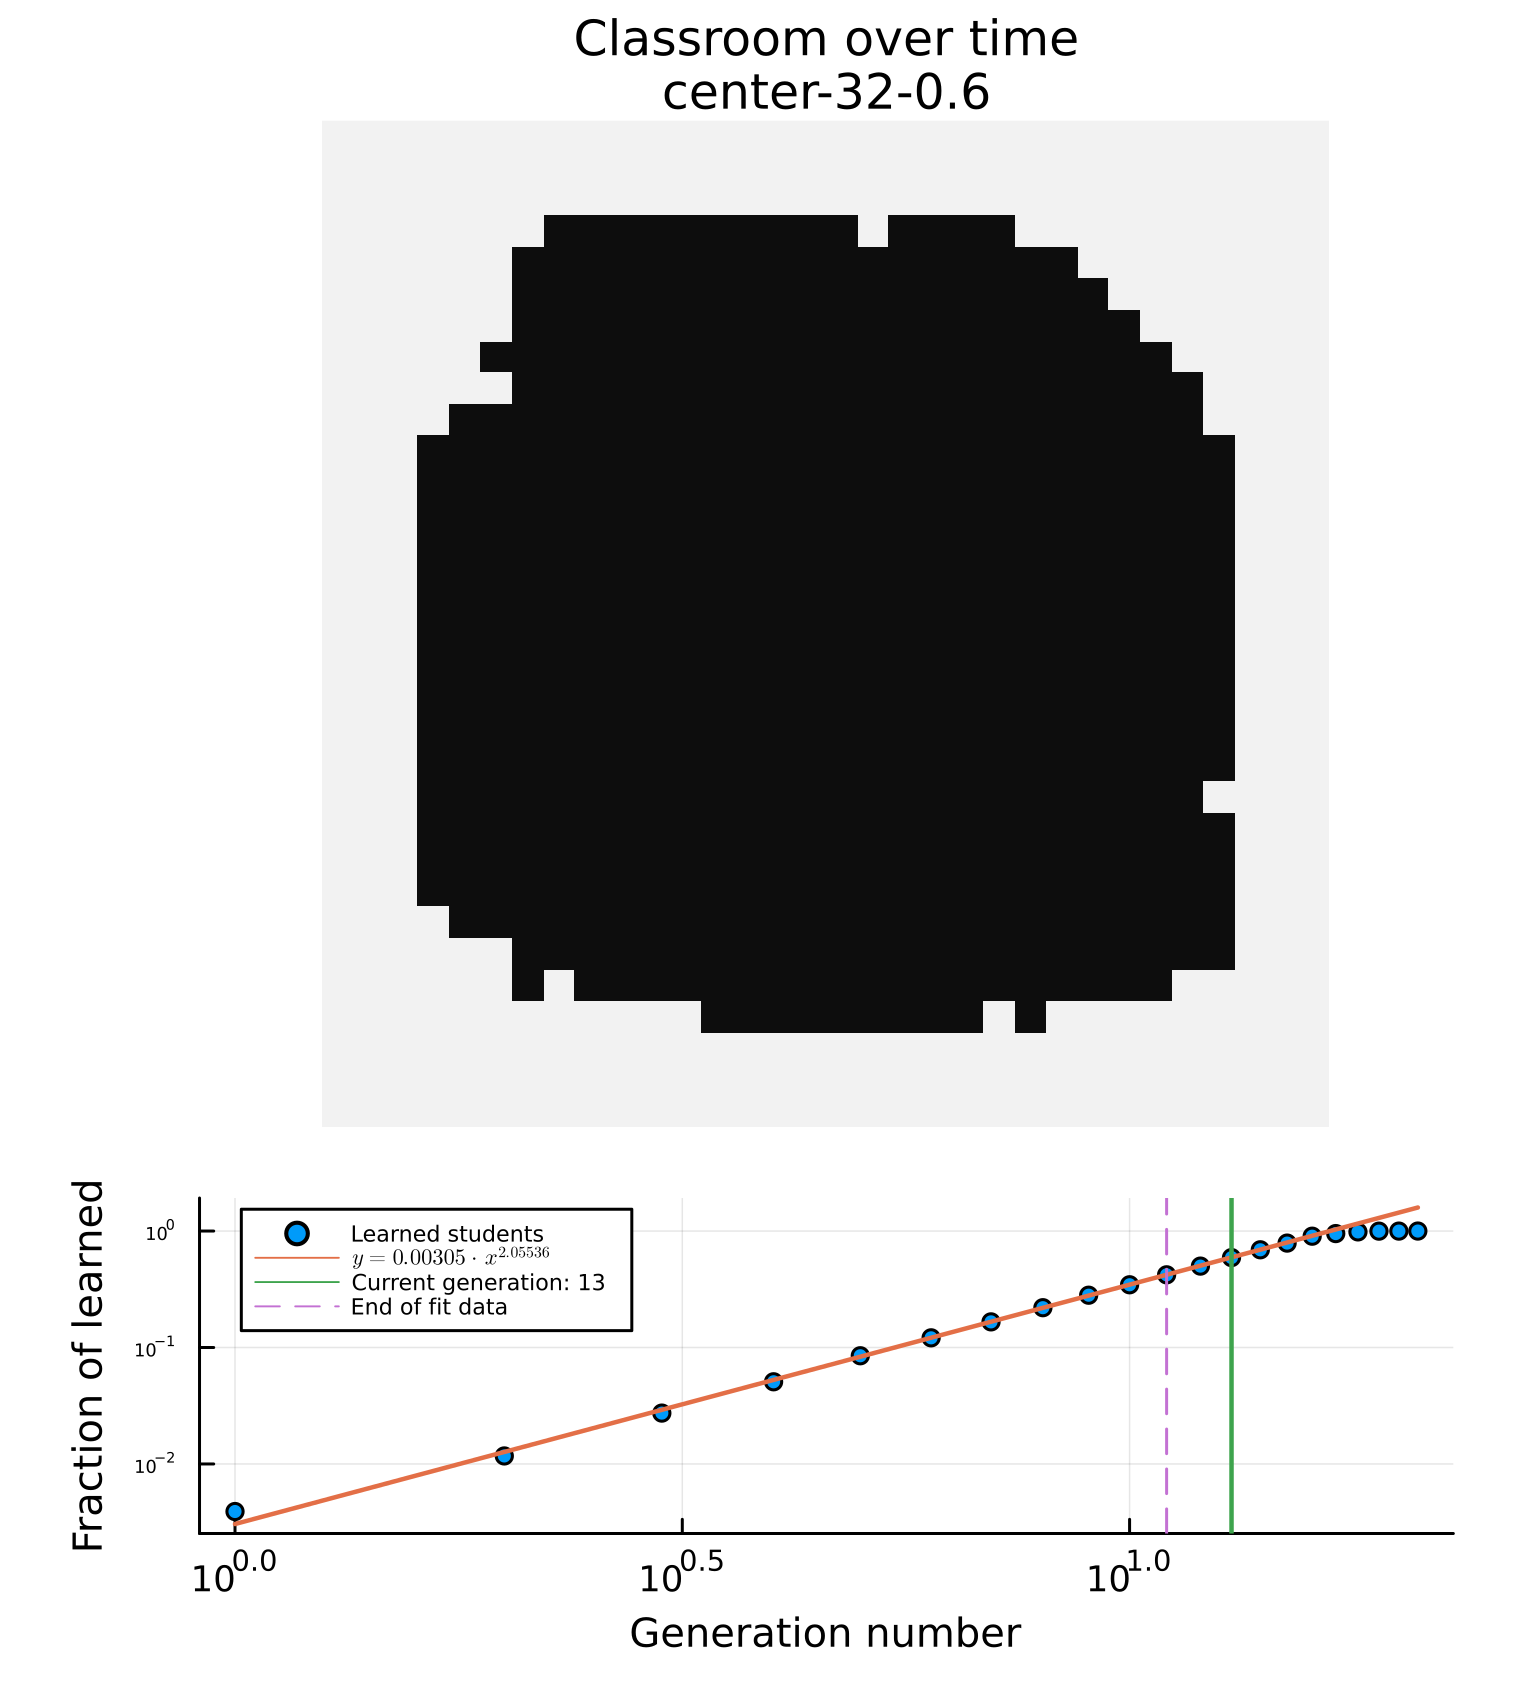 Classroom over time
center-32-0.6
Fraction of learned
10^0
10^−1
10^−2
Learned students
y = 0.00305 · x^2.05536
Current generation: 13
End of fit data
10^0.0 10^0.5 10^1.0
Generation number